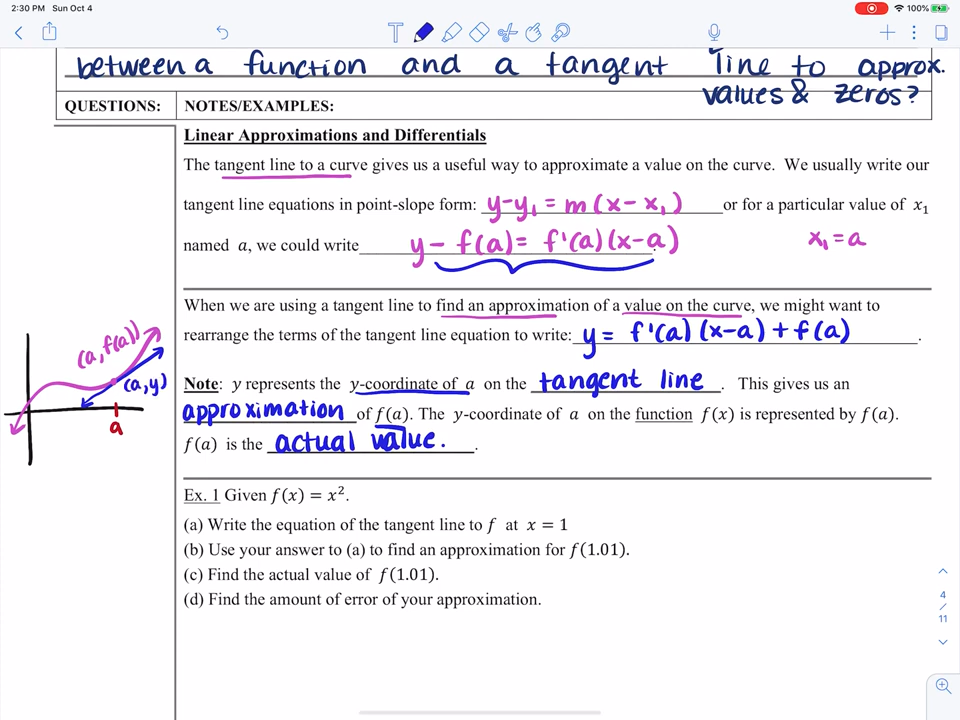 2:30 PM Sun Oct 4
100%
between a function and a tangent line to approx.
values & zeros?
QUESTIONS: NOTES/EXAMPLES:
Linear Approximations and Differentials
The tangent line to a curve gives us a useful way to approximate a value on the curve. We usually write our
tangent line equations in point-slope form: y-y₁ = m(x-x₁) or for a particular value of x₁
named a, we could write y - f(a) = f'(a)(x-a) x₁ = a
When we are using a tangent line to find an approximation of a value on the curve, we might want to
rearrange the terms of the tangent line equation to write: y = f'(a)(x-a) + f(a).
(a, f(a))
(a, y)
a
Note: y represents the y-coordinate of a on the tangent line. This gives us an
approximation of f(a). The y-coordinate of a on the function f(x) is represented by f(a).
f(a) is the actual value. .
Ex. 1 Given f(x) = x².
(a) Write the equation of the tangent line to f at x = 1
(b) Use your answer to (a) to find an approximation for f(1.01).
(c) Find the actual value of f(1.01).
(d) Find the amount of error of your approximation.
4
/
11